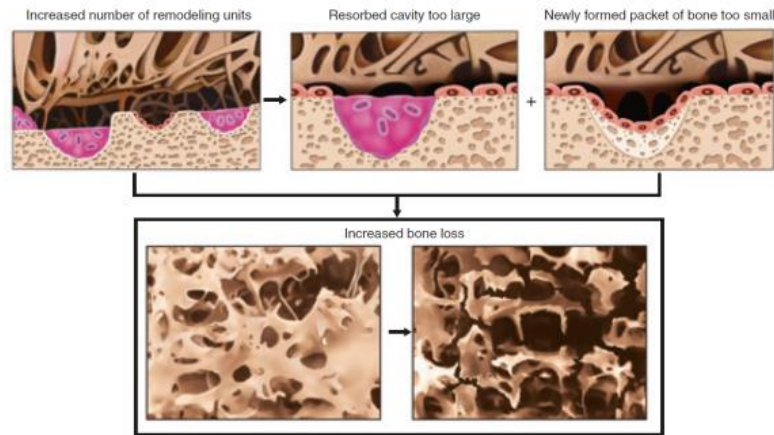 Increased number of remodeling units
Resorbed cavity too large
Newly formed packet of bone too small
+
Increased bone loss